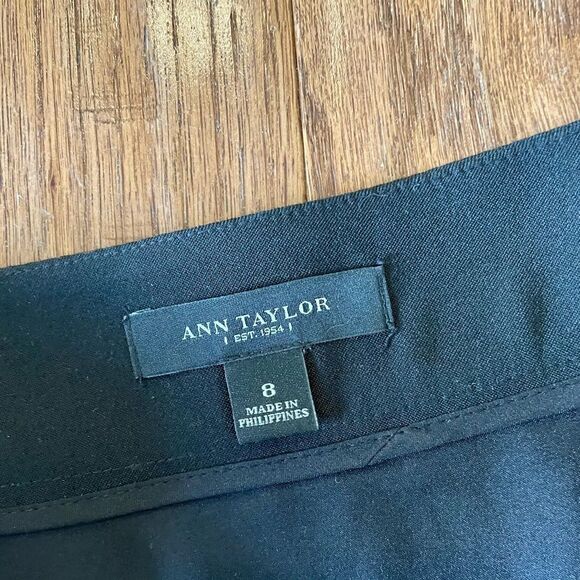 ANN TAYLOR
| EST. 1954 |
8
MADE IN
PHILIPPINES